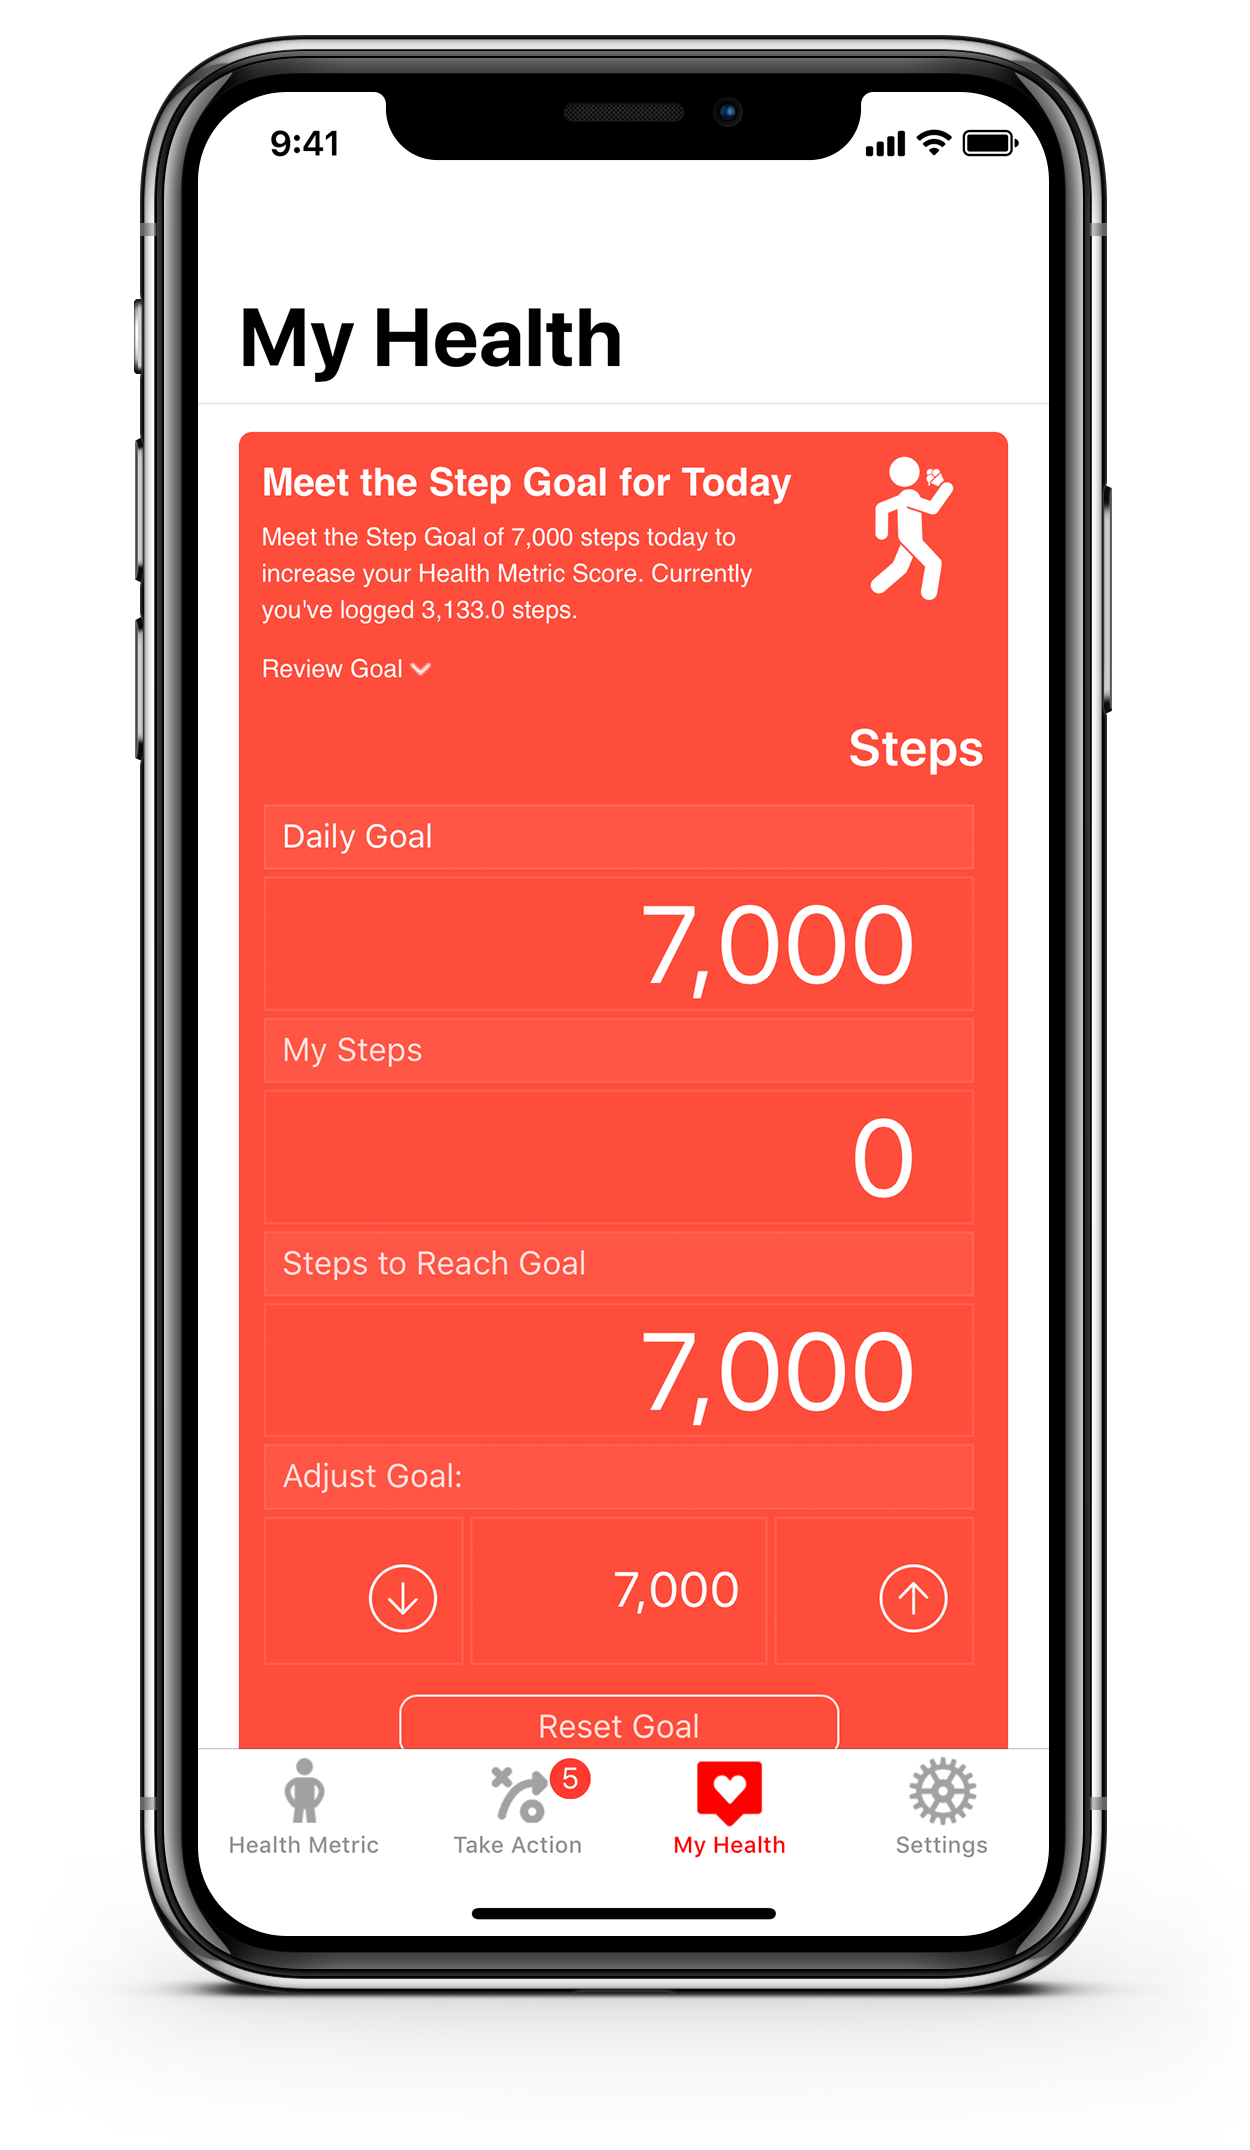 9:41
My Health
Meet the Step Goal for Today
Meet the Step Goal of 7,000 steps today to
increase your Health Metric Score. Currently
you've logged 3,133.0 steps.
Review Goal
Steps
Daily Goal
7,000
My Steps
0
Steps to Reach Goal
7,000
Adjust Goal:
7,000
Reset Goal
5
Health Metric
Take Action
My Health
Settings